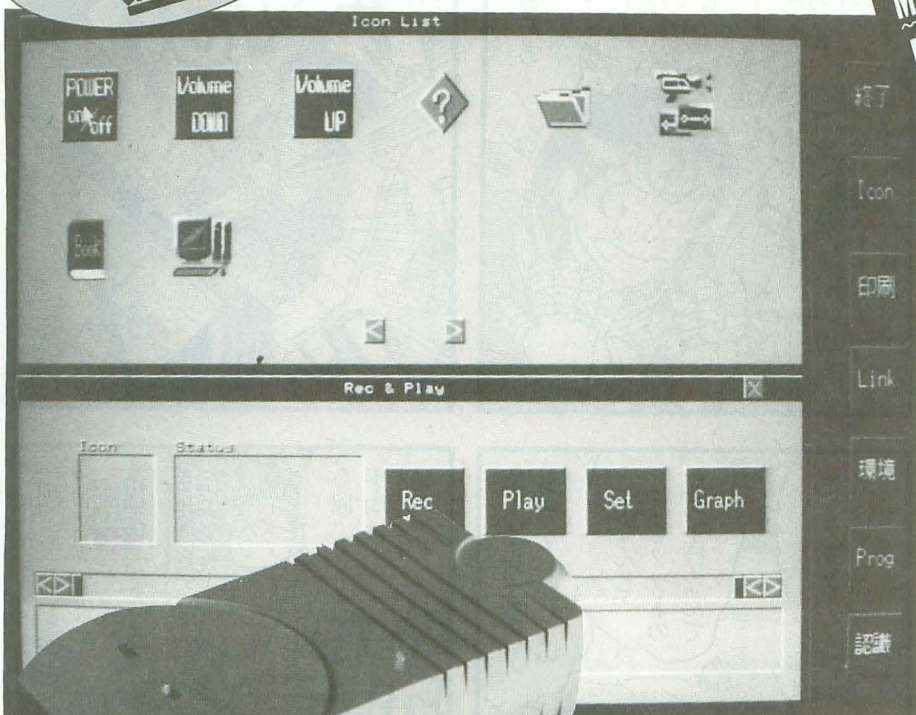 Icon List
POWER
on/off
Volume
DOWN
Volume
UP
?
Book
Rec & Play
Icon
Status
Rec
Play
Set
Graph
終了
Icon
印刷
Link
環境
Prog
認識